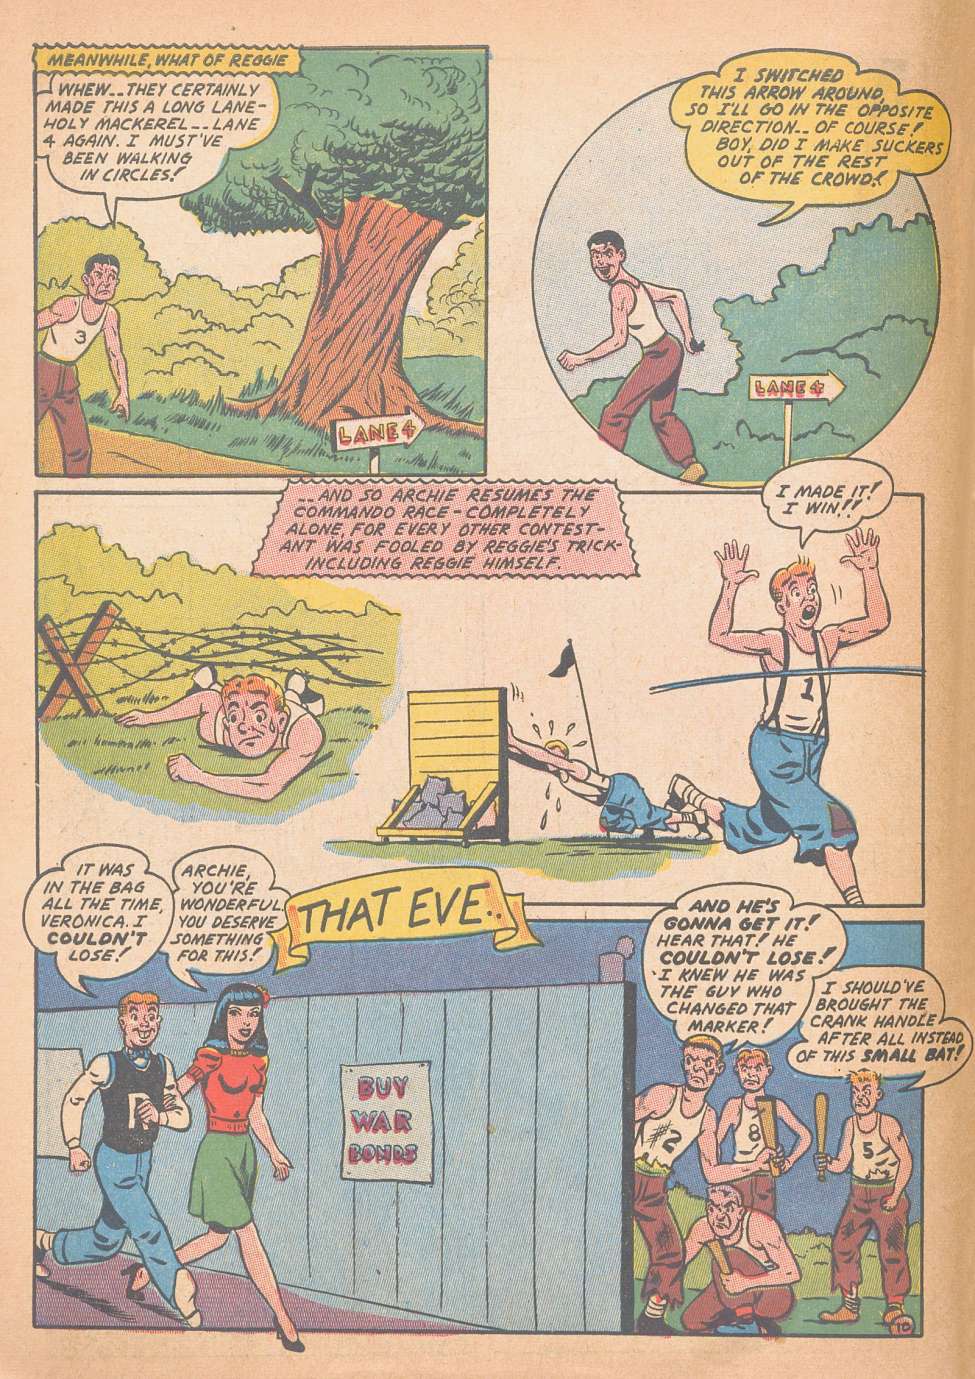 MEANWHILE, WHAT OF REGGIE
WHEW.. THEY CERTAINLY
MADE THIS A LONG LANE-
HOLY MACKEREL.. LANE
4 AGAIN. I MUST'VE
BEEN WALKING
IN CIRCLES!
3
LANE 4
I SWITCHED
THIS ARROW AROUND,
SO I'LL GO IN THE OPPOSITE
DIRECTION.. OF COURSE!
BOY, DID I MAKE SUCKERS
OUT OF THE REST
OF THE CROWD!
LANE 4
..AND SO ARCHIE RESUMES THE
COMMANDO RACE - COMPLETELY
ALONE, FOR EVERY OTHER CONTEST-
ANT WAS FOOLED BY REGGIE'S TRICK-
INCLUDING REGGIE HIMSELF.
I MADE IT!
I WIN!!
1
THAT EVE..
IT WAS
IN THE BAG
ALL THE TIME,
VERONICA. I
COULDN'T
LOSE!
ARCHIE,
YOU'RE
WONDERFUL.
YOU DESERVE
SOMETHING
FOR THIS!
R
BUY
WAR
BONDS
AND HE'S
GONNA GET IT!
HEAR THAT! HE
COULDN'T LOSE!
I KNEW HE WAS
THE GUY WHO
CHANGED THAT
MARKER!
I SHOULD'VE
BROUGHT THE
CRANK HANDLE
AFTER ALL INSTEAD
OF THIS SMALL BAT!
#2
8
5
10